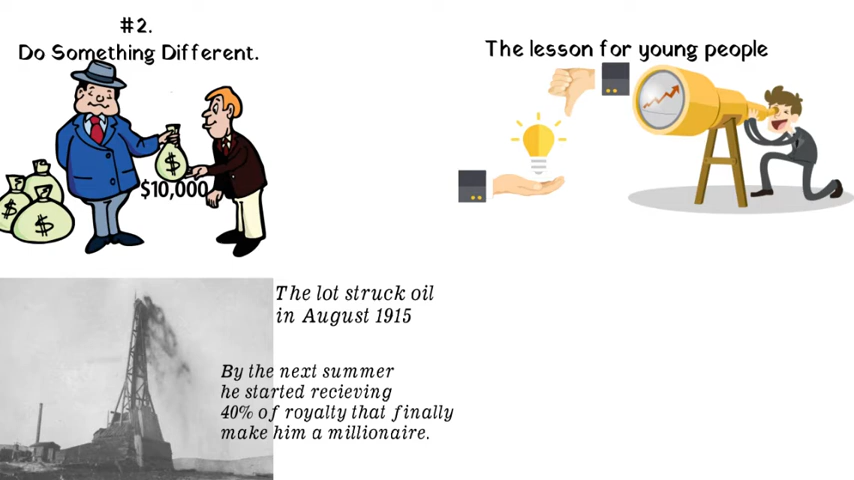 #2.
Do Something Different.
$10,000
The lesson for young people
The lot struck oil
in August 1915
By the next summer
he started recieving
40% of royalty that finally
make him a millionaire.